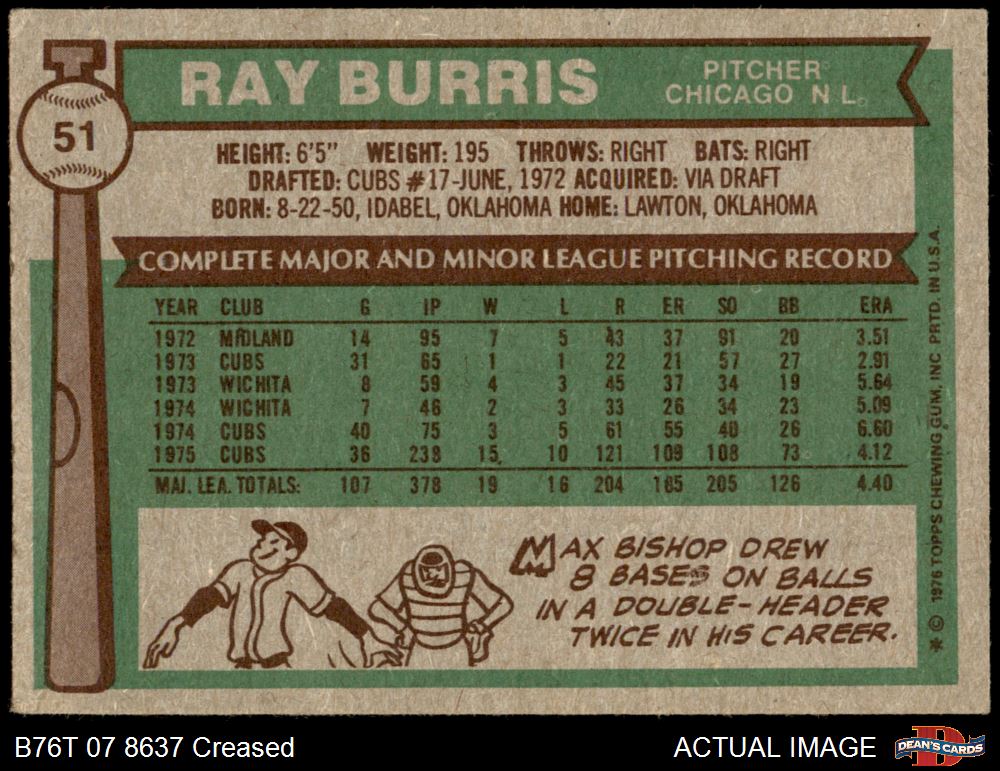 T
51
RAY BURRIS
PITCHER
CHICAGO N L.
HEIGHT: 6'5" WEIGHT: 195 THROWS: RIGHT BATS: RIGHT
DRAFTED: CUBS #17-JUNE, 1972 ACQUIRED: VIA DRAFT
BORN: 8-22-50, IDABEL, OKLAHOMA HOME: LAWTON, OKLAHOMA
COMPLETE MAJOR AND MINOR LEAGUE PITCHING RECORD
YEAR CLUB G IP W L R ER SO BB ERA
1972 MIDLAND 14 95 7 5 43 37 91 20 3.51
1973 CUBS 31 65 1 1 22 21 57 27 2.91
1973 WICHITA 8 59 4 3 45 37 34 19 5.64
1974 WICHITA 7 46 2 3 33 26 34 23 5.09
1974 CUBS 40 75 3 5 61 55 40 26 6.60
1975 CUBS 36 238 15 10 121 109 108 73 4.12
MAJ. LEA. TOTALS: 107 378 19 16 204 185 205 126 4.40
MAX BISHOP DREW
8 BASES ON BALLS
IN A DOUBLE-HEADER
TWICE IN HIS CAREER.
* © 1976 TOPPS CHEWING GUM, INC PRTD. IN U.S.A.
B76T 07 8637 Creased
ACTUAL IMAGE
D
DEAN'S CARDS